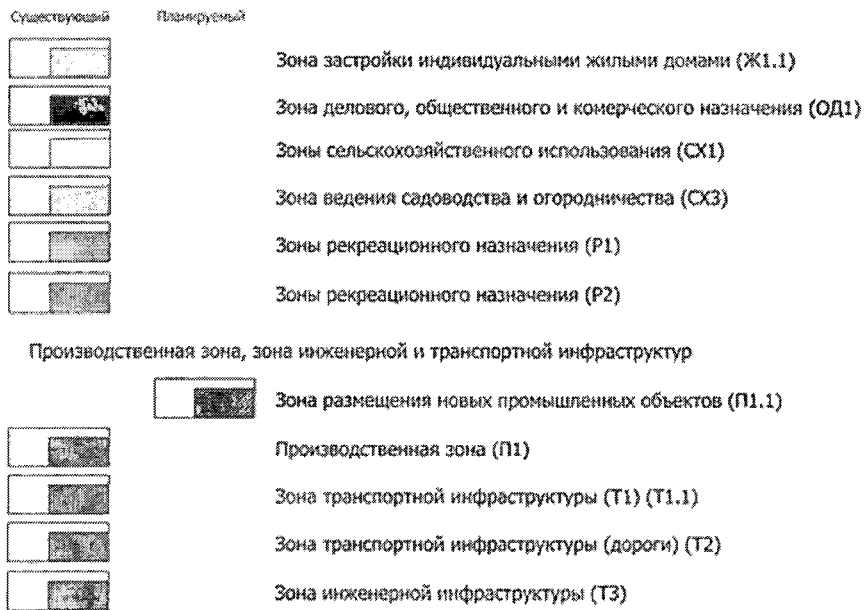 Существующий Планируемый
Зона застройки индивидуальными жилыми домами (Ж1.1)
Зона делового, общественного и комерческого назначения (ОД1)
Зоны сельскохозяйственного использования (СХ1)
Зона ведения садоводства и огородничества (СХ3)
Зоны рекреационного назначения (Р1)
Зоны рекреационного назначения (Р2)
Производственная зона, зона инженерной и транспортной инфраструктур
Зона размещения новых промышленных объектов (П1.1)
Производственная зона (П1)
Зона транспортной инфраструктуры (Т1) (Т1.1)
Зона транспортной инфраструктуры (дороги) (Т2)
Зона инженерной инфраструктуры (Т3)